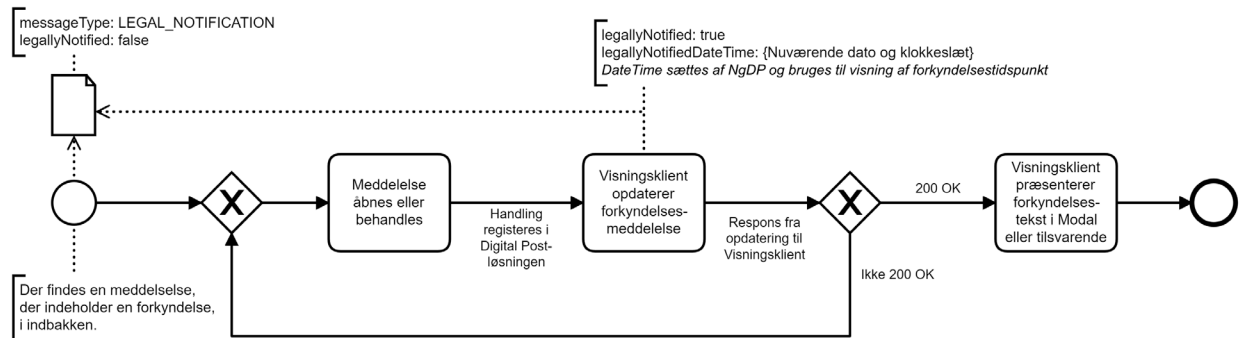 messageType: LEGAL_NOTIFICATION
legallyNotified: false
legallyNotified: true
legallyNotifiedDateTime: {Nuværende dato og klokkeslæt}
DateTime sættes af NgDP og bruges til visning af forkyndelsestidspunkt
Meddelelse
åbnes eller
behandles
Handling
registeres i
Digital Post-
løsningen
Visningsklient
opdaterer
forkyndelses-
meddelelse
Respons fra
opdatering til
Visningsklient
200 OK
Ikke 200 OK
Visningsklient
præsenterer
forkyndelses-
tekst i Modal
eller tilsvarende
Der findes en meddelselse,
der indeholder en forkyndelse,
i indbakken.